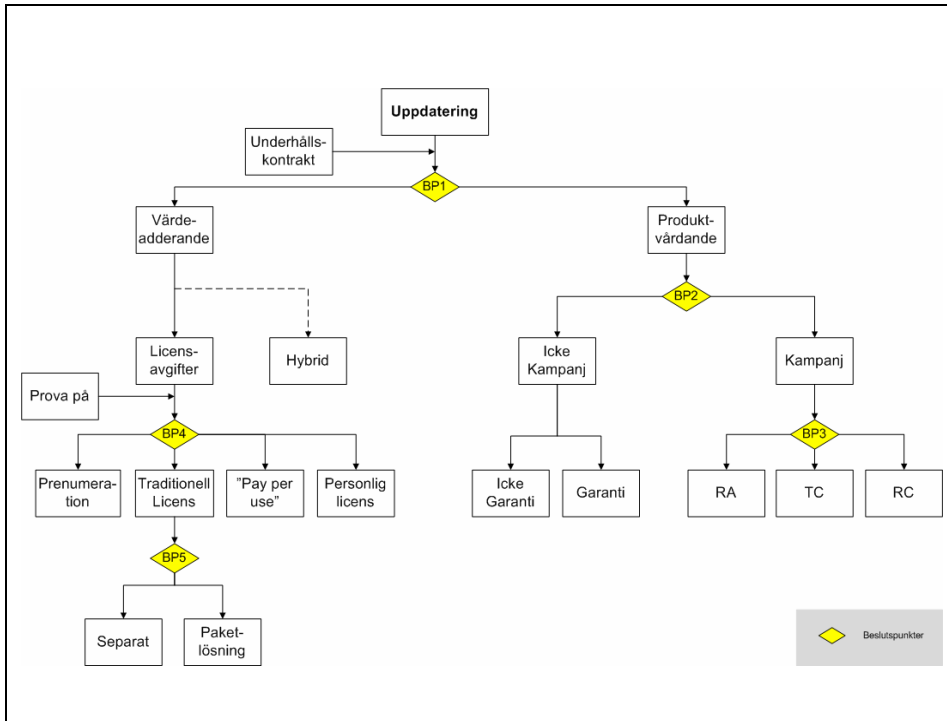 Uppdatering
Underhålls-
kontrakt
BP1
Värde-
adderande
Produkt-
vårdande
BP2
Licens-
avgifter
Hybrid
Icke
Kampanj
Kampanj
Prova på
BP4
BP3
Prenumera-
tion
Traditionell
Licens
”Pay per
use”
Personlig
licens
Icke
Garanti
Garanti
RA
TC
RC
BP5
Separat
Paket-
lösning
Beslutspunkter